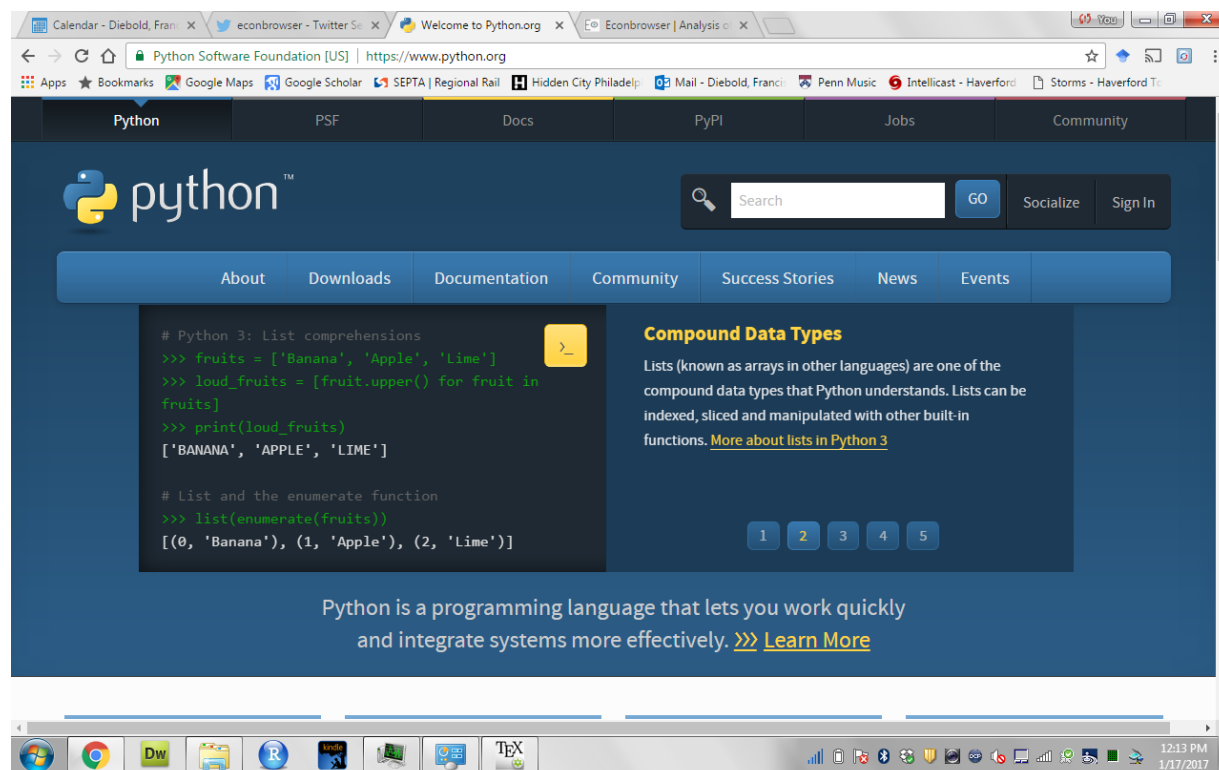 Calendar - Diebold, Fran
econbrowser - Twitter Se
Welcome to Python.org
Econbrowser | Analysis o
You
Python Software Foundation [US] | https://www.python.org
Apps Bookmarks Google Maps Google Scholar SEPTA | Regional Rail Hidden City Philadelp Mail - Diebold, Francis Penn Music Intellicast - Haverford Storms - Haverford To
Python PSF Docs PyPI Jobs Community
python™
Search GO Socialize Sign In
About Downloads Documentation Community Success Stories News Events
# Python 3: List comprehensions
>>> fruits = ['Banana', 'Apple', 'Lime']
>>> loud_fruits = [fruit.upper() for fruit in
fruits]
>>> print(loud_fruits)
['BANANA', 'APPLE', 'LIME']
# List and the enumerate function
>>> list(enumerate(fruits))
[(0, 'Banana'), (1, 'Apple'), (2, 'Lime')]
>_
Compound Data Types
Lists (known as arrays in other languages) are one of the
compound data types that Python understands. Lists can be
indexed, sliced and manipulated with other built-in
functions. More about lists in Python 3
1 2 3 4 5
Python is a programming language that lets you work quickly
and integrate systems more effectively. >>> Learn More
Dw R kindle TEX
12:13 PM
1/17/2017